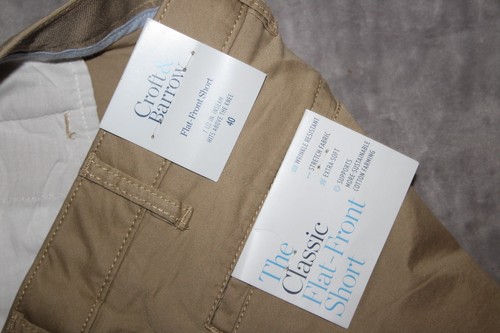 Croft&
Barrow
Flat-Front Short
HITS ABOVE THE KNEE
40
WRINKLE RESISTANT
STRETCH FABRIC
EXTRA SOFT
SUPPORTS
MORE-SUSTAINABLE
COTTON FARMING
The
Classic
Flat-Front
Short